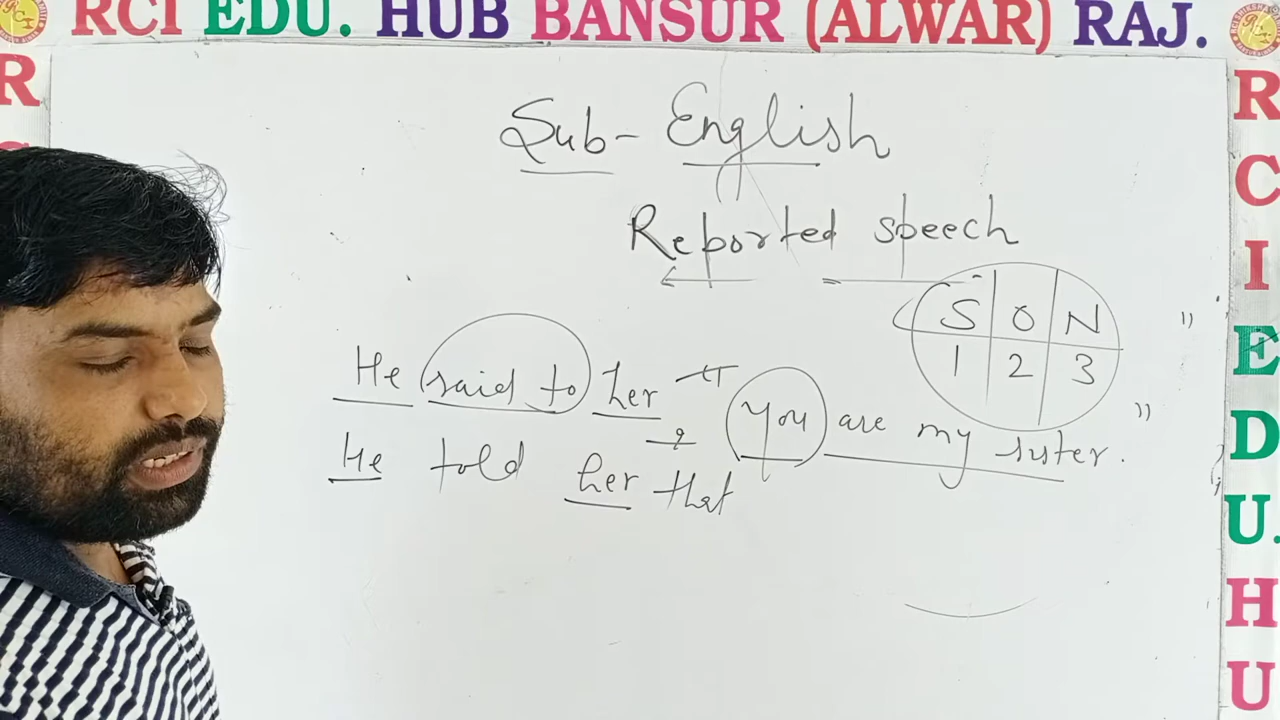 RCI EDU. HUB BANSUR (ALWAR) RAJ.
Sub- English
Reported speech
S O N
1 2 3
He said to her, "You are my sister."
He told her that
R
R
C
I
E
D
U.
H
U